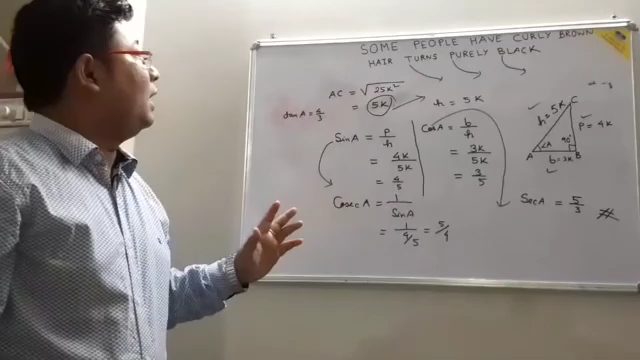 SOME PEOPLE HAVE CURLY BROWN
HAIR TURNS PURELY BLACK
tan A = 4/3
AC = √25K²
= 5K → h = 5K
Sin A = P/h
= 4K/5K
= 4/5
Cosec A = 1/Sin A
= 1/(4/5) = 5/4
Cos A = b/h
= 3K/5K
= 3/5
Sec A = 5/3
C
h = 5K
P = 4K
90°
∠A
A
B
b = 3K